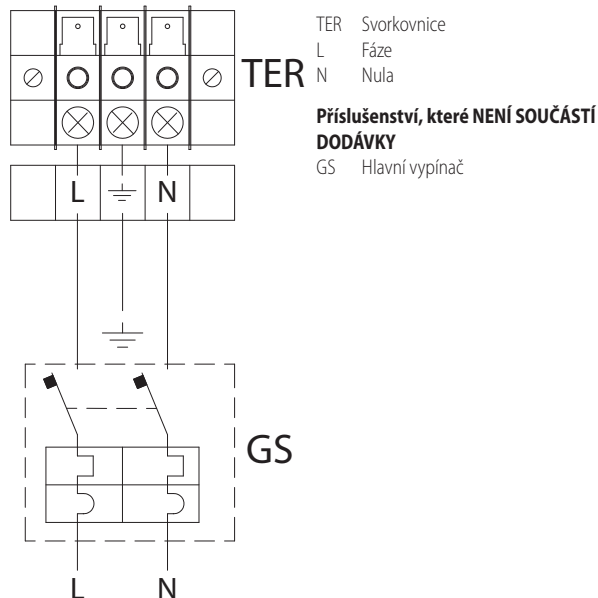 TER
TER Svorkovnice
L Fáze
N Nula
Příslušenství, které NENÍ SOUČÁSTÍ
DODÁVKY
GS Hlavní vypínač
L N
GS
L N